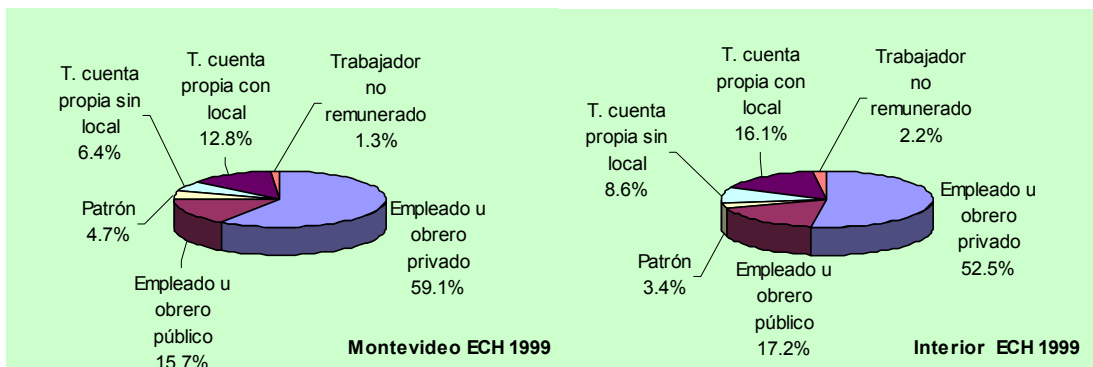 T. cuenta
propia sin
local
6.4%
T. cuenta
propia con
local
12.8%
Trabajador
no
remunerado
1.3%
Patrón
4.7%
Empleado u
obrero
privado
59.1%
Empleado u
obrero
público
15.7%
Montevideo ECH 1999
T. cuenta
propia sin
local
8.6%
T. cuenta
propia con
local
16.1%
Trabajador
no
remunerado
2.2%
Empleado u
obrero
privado
52.5%
Patrón
3.4%
Empleado u
obrero
público
17.2%
Interior ECH 1999